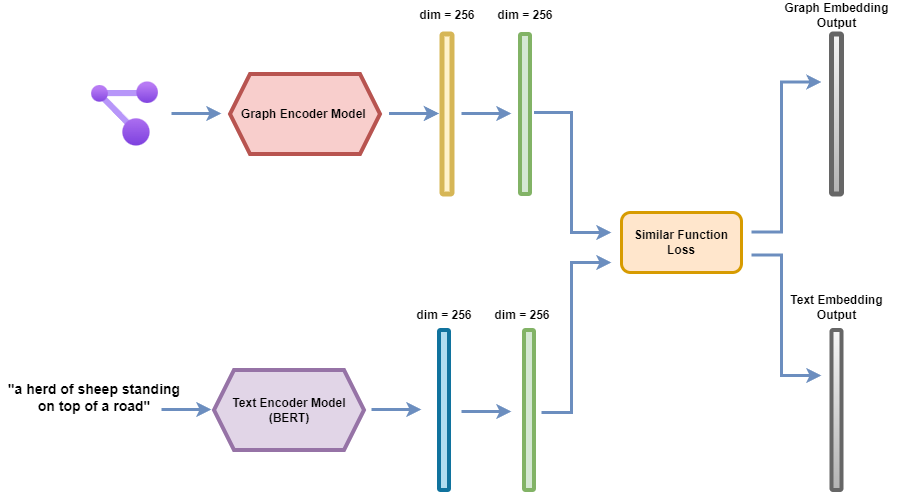 dim = 256
dim = 256
Graph Embedding
Output
Graph Encoder Model
Similar Function
Loss
dim = 256
dim = 256
Text Embedding
Output
"a herd of sheep standing
on top of a road"
Text Encoder Model
(BERT)